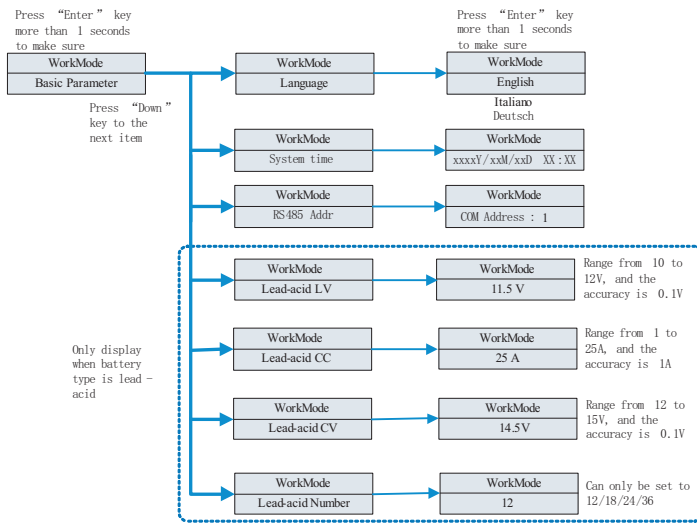 Press “Enter” key
more than 1 seconds
to make sure
WorkMode
Basic Parameter
Press “Down”
key to the
next item
WorkMode
Language
Press “Enter” key
more than 1 seconds
to make sure
WorkMode
English
Italiano
Deutsch
WorkMode
System time
WorkMode
xxxxY/xxM/xxD XX:XX
WorkMode
RS485 Addr
WorkMode
COM Address : 1
Only display
when battery
type is lead-
acid
WorkMode
Lead-acid LV
WorkMode
11.5 V
Range from 10 to
12V, and the
accuracy is 0.1V
WorkMode
Lead-acid CC
WorkMode
25 A
Range from 1 to
25A, and the
accuracy is 1A
WorkMode
Lead-acid CV
WorkMode
14.5V
Range from 12 to
15V, and the
accuracy is 0.1V
WorkMode
Lead-acid Number
WorkMode
12
Can only be set to
12/18/24/36